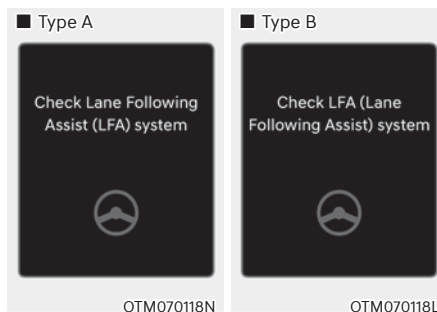 ■ Type A
Check Lane Following
Assist (LFA) system
OTM070118N
■ Type B
Check LFA (Lane
Following Assist) system
OTM070118L